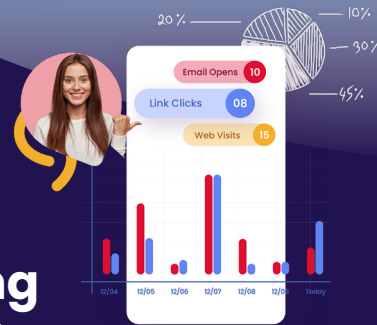 20%
10%
30%
45%
Email Opens 10
Link Clicks 08
Web Visits 15
ng
12/04 12/05 12/06 12/07 12/08 12/09 Today